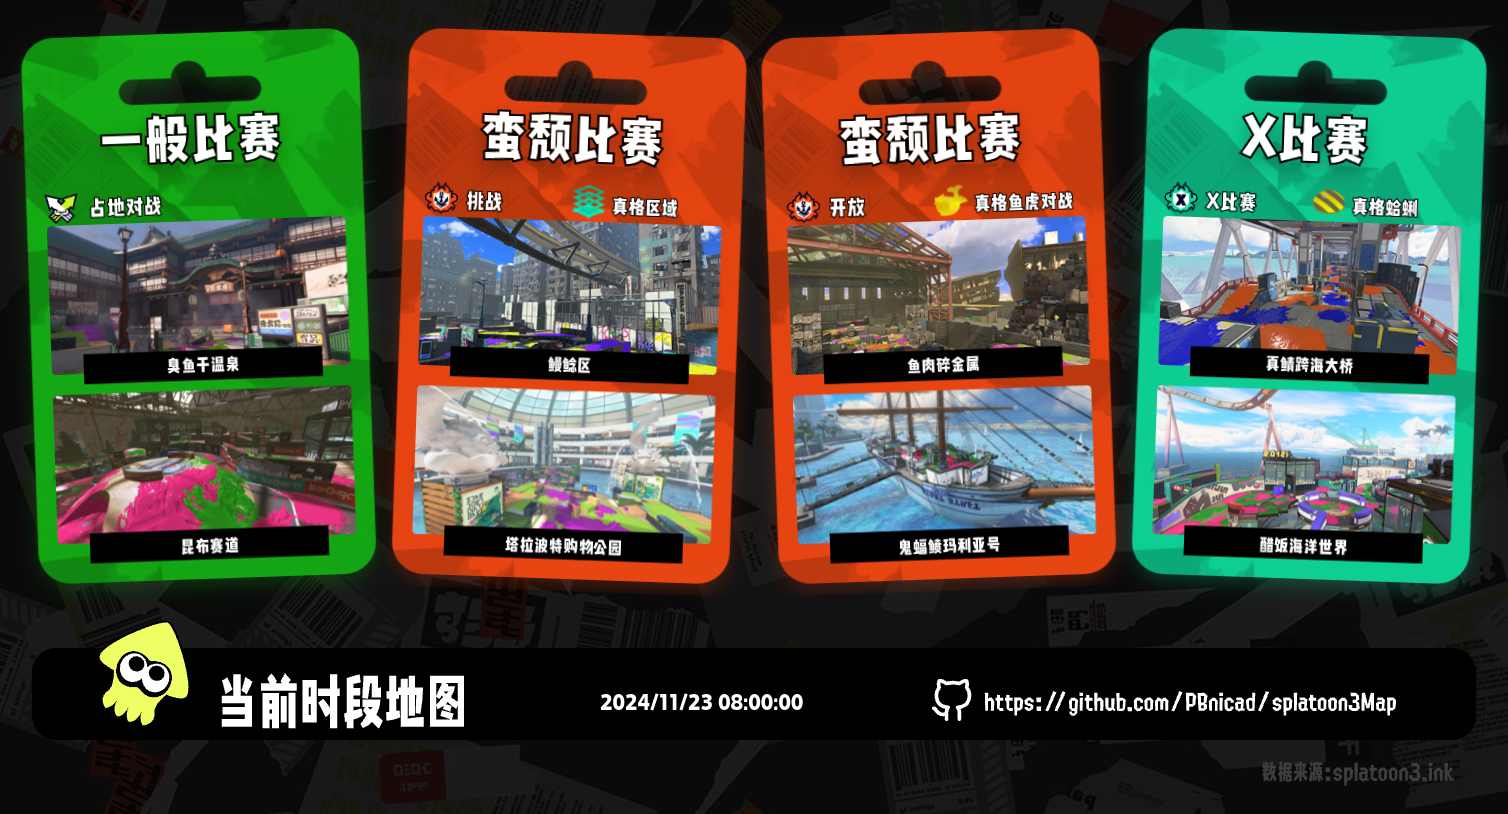 一般比赛
占地对战
臭鱼干温泉
昆布赛道
蛮颓比赛
挑战
真格区域
鳗鲶区
塔拉波特购物公园
蛮颓比赛
开放
真格鱼虎对战
鱼肉碎金属
鬼蝠鲼玛利亚号
X比赛
X比赛
真格蛤蜊
真鲭跨海大桥
醋饭海洋世界
当前时段地图
2024/11/23 08:00:00
https://github.com/PBnicad/splatoon3Map
数据来源:splatoon3.ink